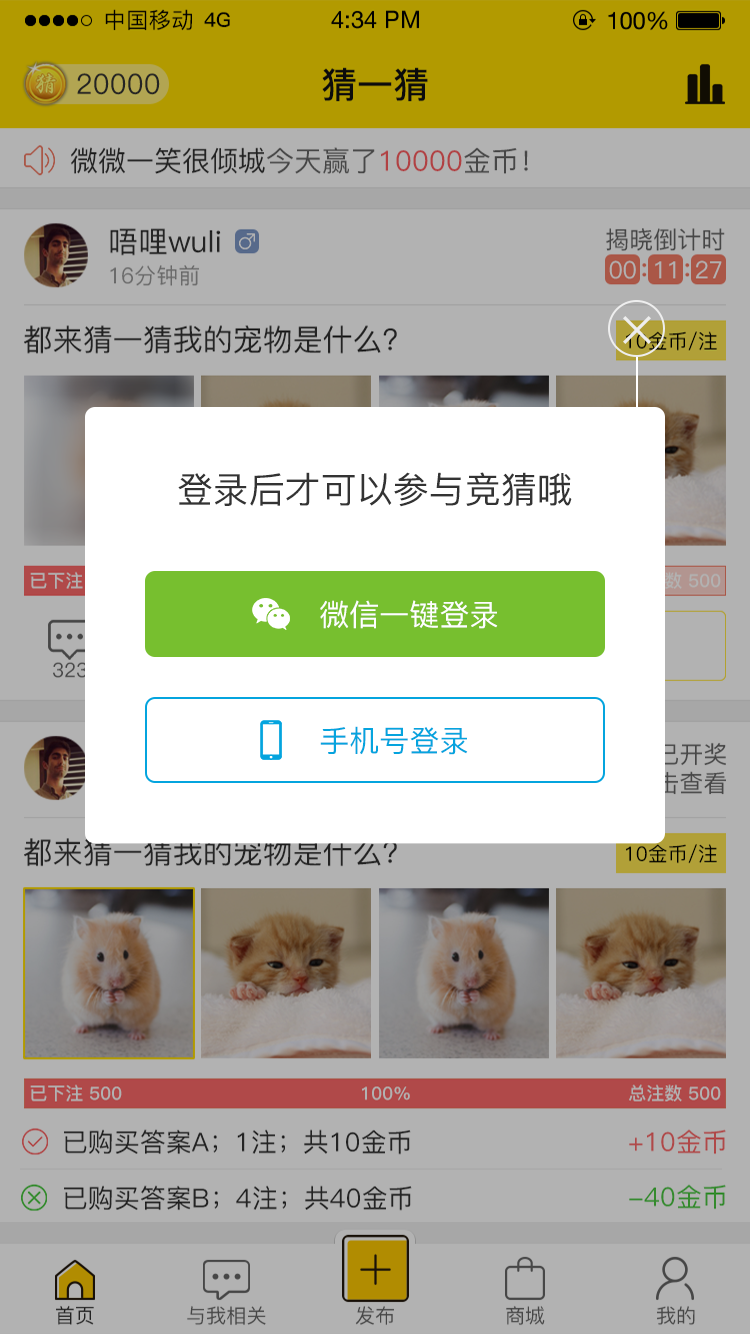 中国移动 4G 4:34 PM 100%
猜 20000 猜一猜
微微一笑很倾城今天赢了10000金币！
唔哩wuli 揭晓倒计时
16分钟前 00:11:27
都来猜一猜我的宠物是什么？ 10金币/注
登录后才可以参与竞猜哦
已下注 数 500
微信一键登录
323
手机号登录
已开奖
击查看
都来猜一猜我的宠物是什么？ 10金币/注
已下注 500 100% 总注数 500
已购买答案A；1注；共10金币 +10金币
已购买答案B；4注；共40金币 -40金币
首页 与我相关 发布 商城 我的